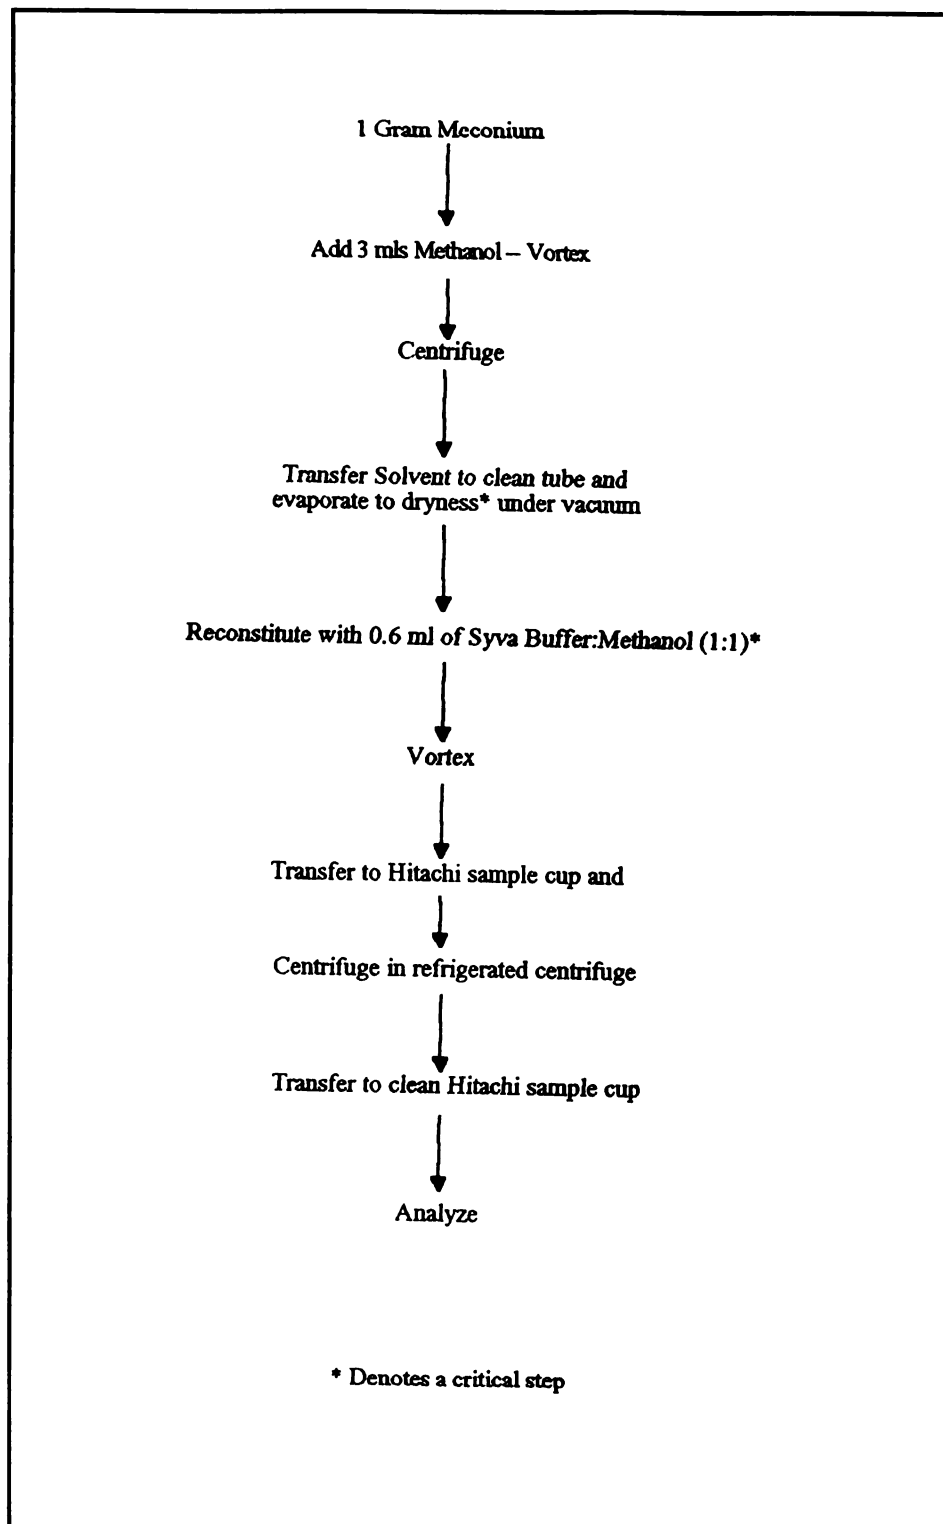 1 Gram Meconium
Add 3 mls Methanol – Vortex
Centrifuge
Transfer Solvent to clean tube and
evaporate to dryness* under vacuum
Reconstitute with 0.6 ml of Syva Buffer:Methanol (1:1)*
Vortex
Transfer to Hitachi sample cup and
Centrifuge in refrigerated centrifuge
Transfer to clean Hitachi sample cup
Analyze
* Denotes a critical step